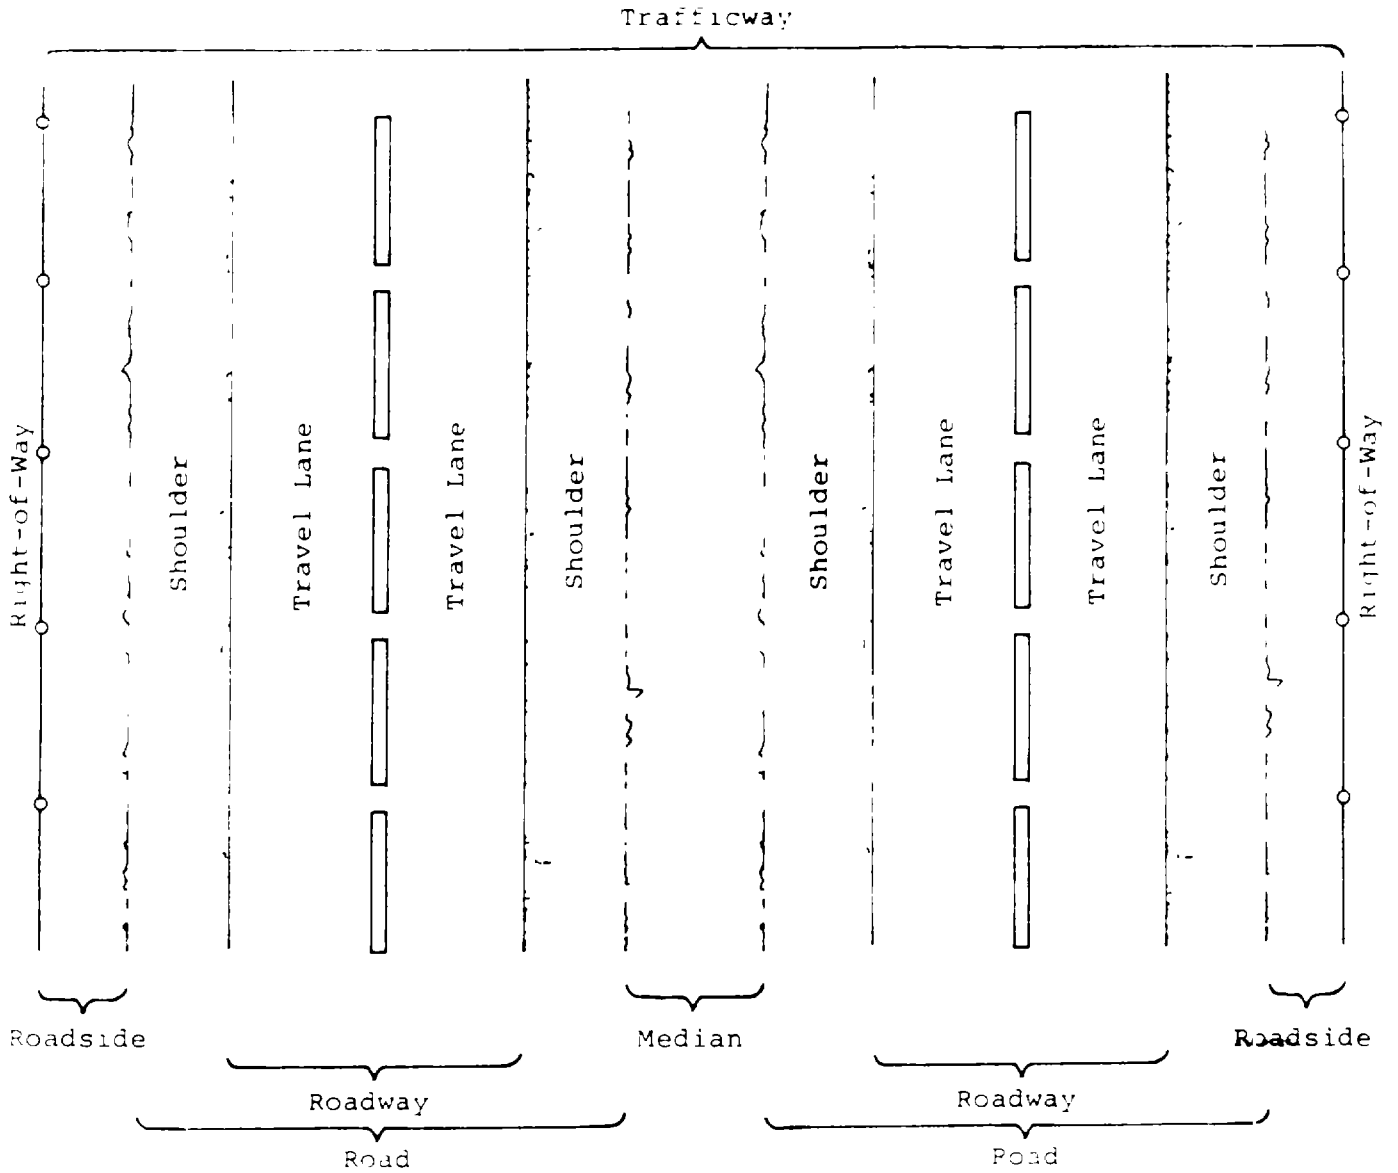 Trafficway
Right-of-Way
Shoulder
Travel Lane
Travel Lane
Shoulder
Shoulder
Travel Lane
Travel Lane
Shoulder
Right-of-Way
Roadside
Median
Roadside
Roadway
Roadway
Road
Road